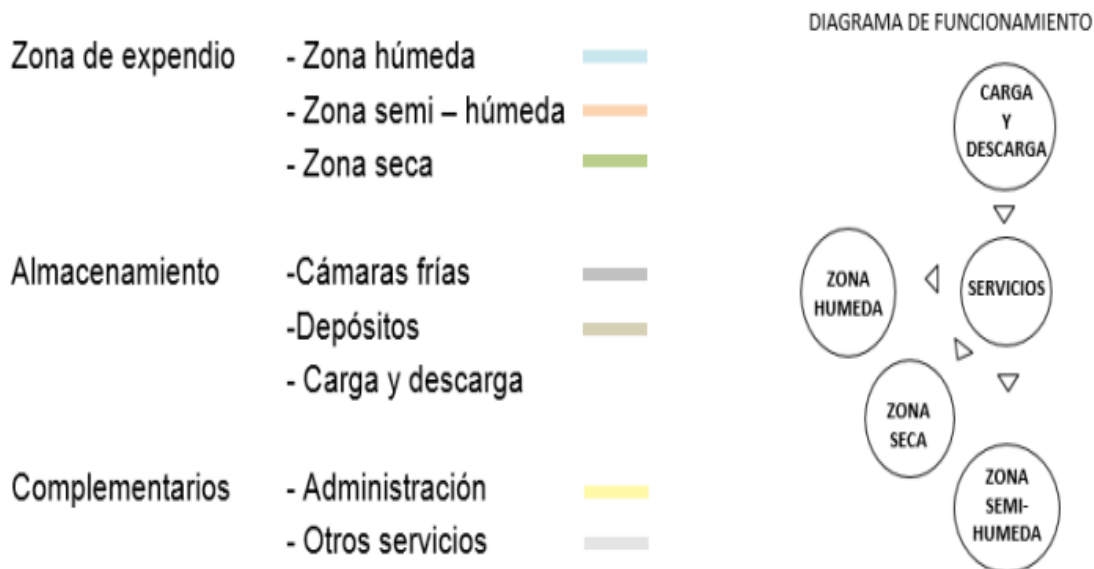 Zona de expendio - Zona húmeda
- Zona semi – húmeda
- Zona seca
Almacenamiento -Cámaras frías
-Depósitos
- Carga y descarga
Complementarios - Administración
- Otros servicios
DIAGRAMA DE FUNCIONAMIENTO
CARGA
Y
DESCARGA
SERVICIOS
ZONA
HUMEDA
ZONA
SECA
ZONA
SEMI-
HUMEDA